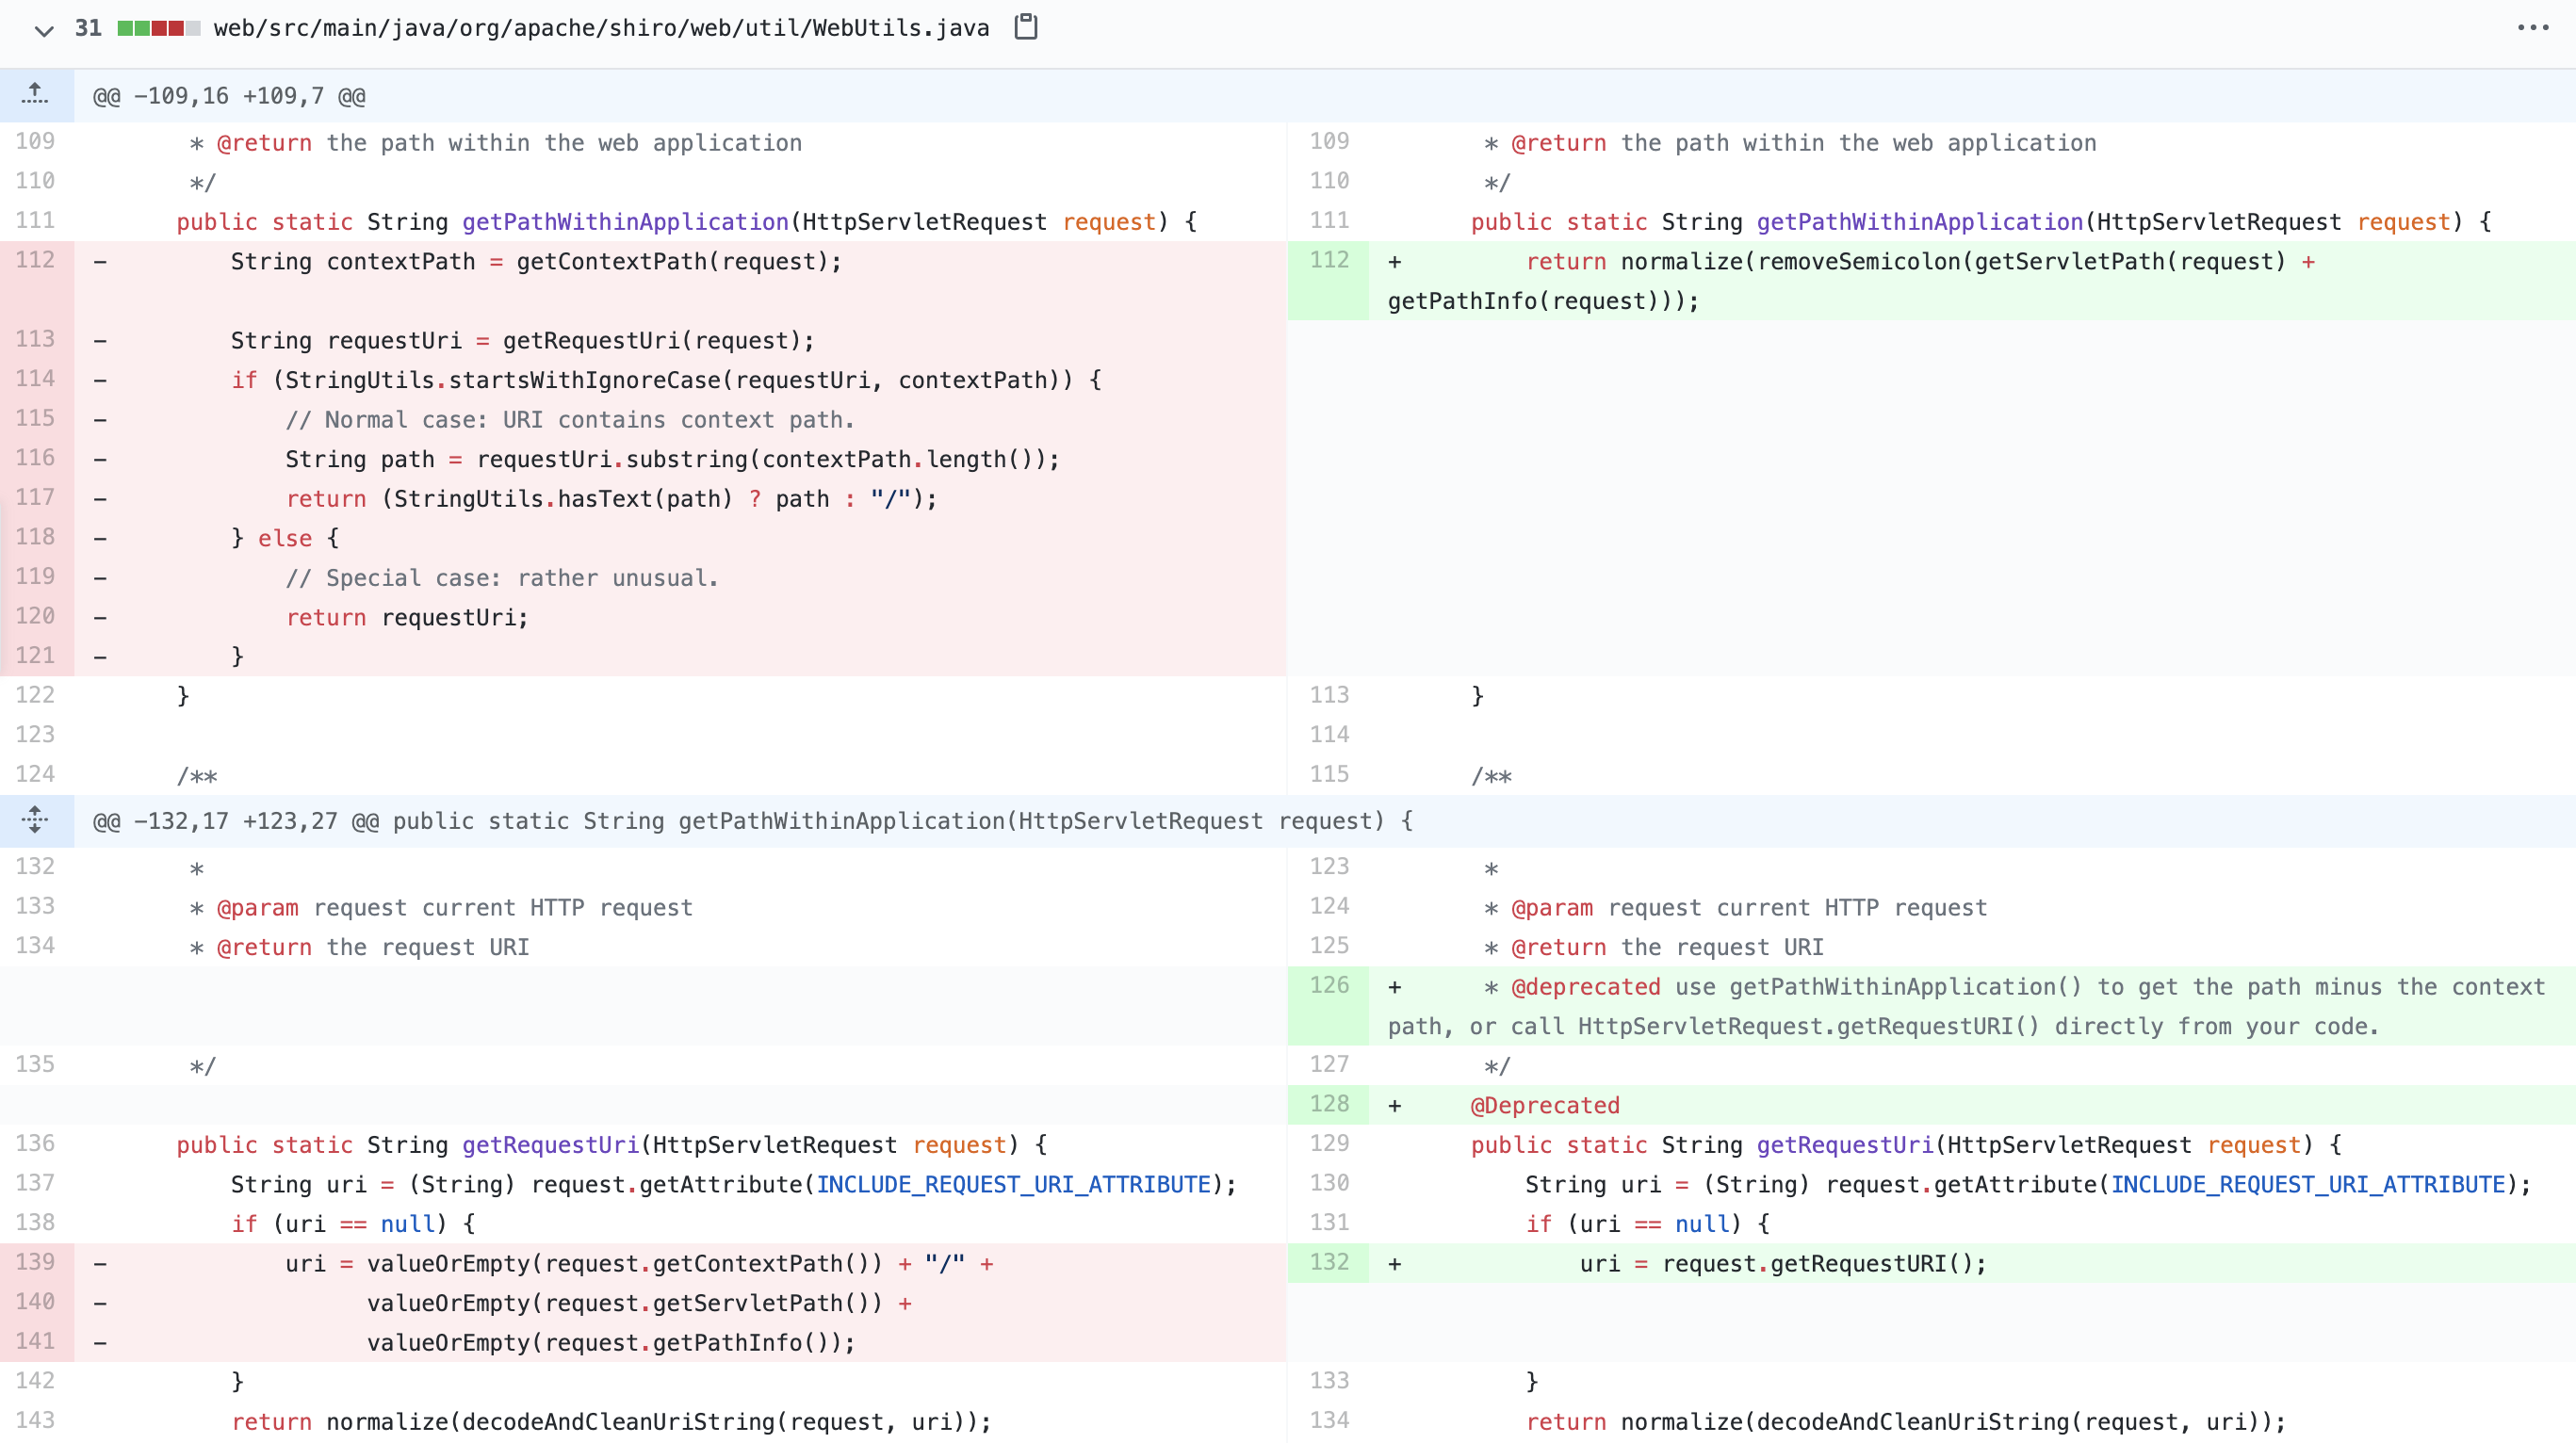 31 web/src/main/java/org/apache/shiro/web/util/WebUtils.java
@@ -109,16 +109,7 @@
109 * @return the path within the web application
110 */
111 public static String getPathWithinApplication(HttpServletRequest request) {
112 - String contextPath = getContextPath(request);
113 - String requestUri = getRequestUri(request);
114 - if (StringUtils.startsWithIgnoreCase(requestUri, contextPath)) {
115 - // Normal case: URI contains context path.
116 - String path = requestUri.substring(contextPath.length());
117 - return (StringUtils.hasText(path) ? path : "/");
118 - } else {
119 - // Special case: rather unusual.
120 - return requestUri;
121 - }
122 }
123
124 /**
109 * @return the path within the web application
110 */
111 public static String getPathWithinApplication(HttpServletRequest request) {
112 + return normalize(removeSemicolon(getServletPath(request) +
getPathInfo(request)));
113 }
114
115 /**
@@ -132,17 +123,27 @@ public static String getPathWithinApplication(HttpServletRequest request) {
132 *
133 * @param request current HTTP request
134 * @return the request URI
135 */
136 public static String getRequestUri(HttpServletRequest request) {
137 String uri = (String) request.getAttribute(INCLUDE_REQUEST_URI_ATTRIBUTE);
138 if (uri == null) {
139 - uri = valueOrEmpty(request.getContextPath()) + "/" +
140 - valueOrEmpty(request.getServletPath()) +
141 - valueOrEmpty(request.getPathInfo());
142 }
143 return normalize(decodeAndCleanUriString(request, uri));
123 *
124 * @param request current HTTP request
125 * @return the request URI
126 + * @deprecated use getPathWithinApplication() to get the path minus the context
path, or call HttpServletRequest.getRequestURI() directly from your code.
127 */
128 + @Deprecated
129 public static String getRequestUri(HttpServletRequest request) {
130 String uri = (String) request.getAttribute(INCLUDE_REQUEST_URI_ATTRIBUTE);
131 if (uri == null) {
132 + uri = request.getRequestURI();
133 }
134 return normalize(decodeAndCleanUriString(request, uri));